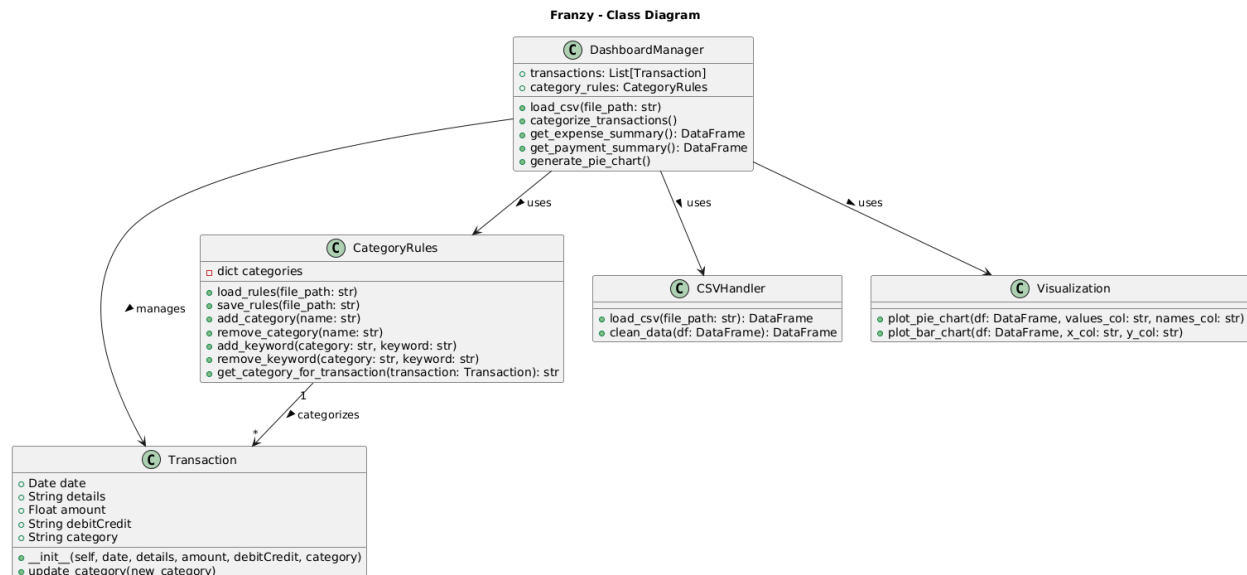 Franzy - Class Diagram
C DashboardManager
transactions: List[Transaction]
category_rules: CategoryRules
load_csv(file_path: str)
categorize_transactions()
get_expense_summary(): DataFrame
get_payment_summary(): DataFrame
generate_pie_chart()
uses
uses
uses
manages
C CategoryRules
dict categories
load_rules(file_path: str)
save_rules(file_path: str)
add_category(name: str)
remove_category(name: str)
add_keyword(category: str, keyword: str)
remove_keyword(category: str, keyword: str)
get_category_for_transaction(transaction: Transaction): str
C CSVHandler
load_csv(file_path: str): DataFrame
clean_data(df: DataFrame): DataFrame
C Visualization
plot_pie_chart(df: DataFrame, values_col: str, names_col: str)
plot_bar_chart(df: DataFrame, x_col: str, y_col: str)
1
categorizes
*
C Transaction
Date date
String details
Float amount
String debitCredit
String category
__init__(self, date, details, amount, debitCredit, category)
update_category(new_category)